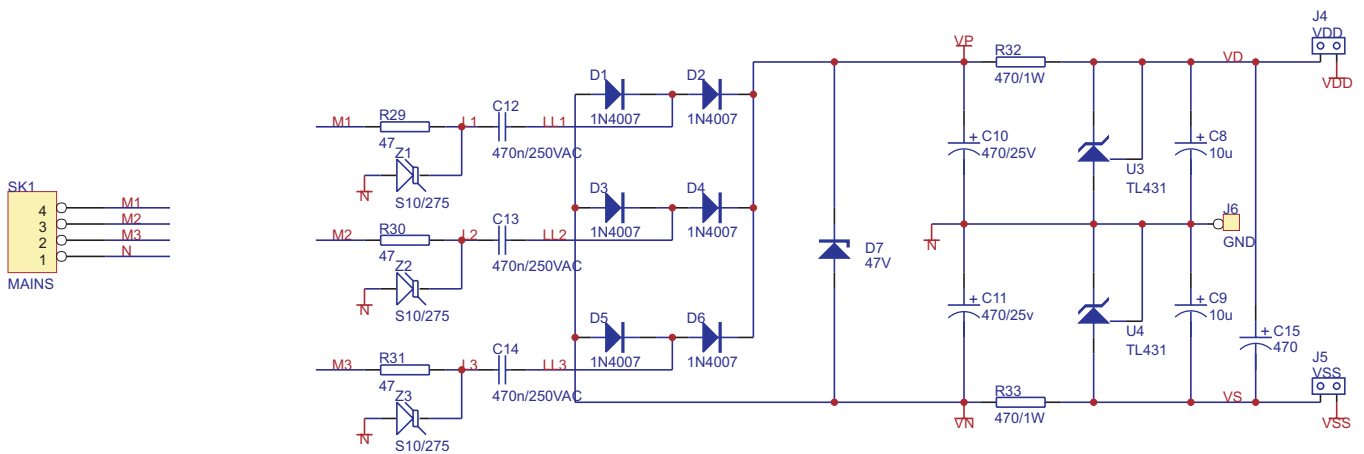 J4
VDD
VP
R32
VD
470/1W
VDD
D1
D2
C12
1N4007
1N4007
M1
R29
L1
LL1
47
470n/250VAC
Z1
N
S10/275
C10
470/25V
U3
TL431
C8
10u
SK1
4
3
2
1
M1
M2
M3
N
MAINS
D3
D4
C13
1N4007
1N4007
M2
R30
L2
LL2
47
470n/250VAC
Z2
N
S10/275
D7
47V
N
J6
GND
C11
470/25v
U4
TL431
C9
10u
C15
470
D5
D6
C14
1N4007
1N4007
M3
R31
L3
LL3
47
470n/250VAC
Z3
N
S10/275
R33
VN
470/1W
VS
J5
VSS
VSS